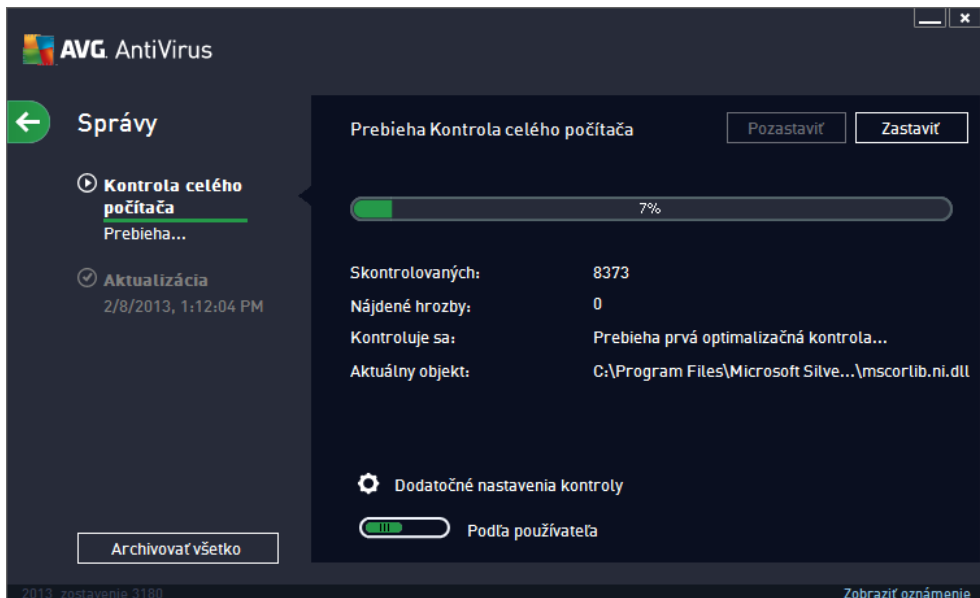 AVG. AntiVirus
Správy
Kontrola celého
počítača
Prebieha...
Aktualizácia
2/8/2013, 1:12:04 PM
Archivovať všetko
Prebieha Kontrola celého počítača
Pozastaviť
Zastaviť
7%
Skontrolovaných: 8373
Nájdené hrozby: 0
Kontroluje sa: Prebieha prvá optimalizačná kontrola...
Aktuálny objekt: C:\Program Files\Microsoft Silve...\mscorlib.ni.dll
Dodatočné nastavenia kontroly
Podľa používateľa
2013 zostavenie 3180
Zobraziť oznámenie